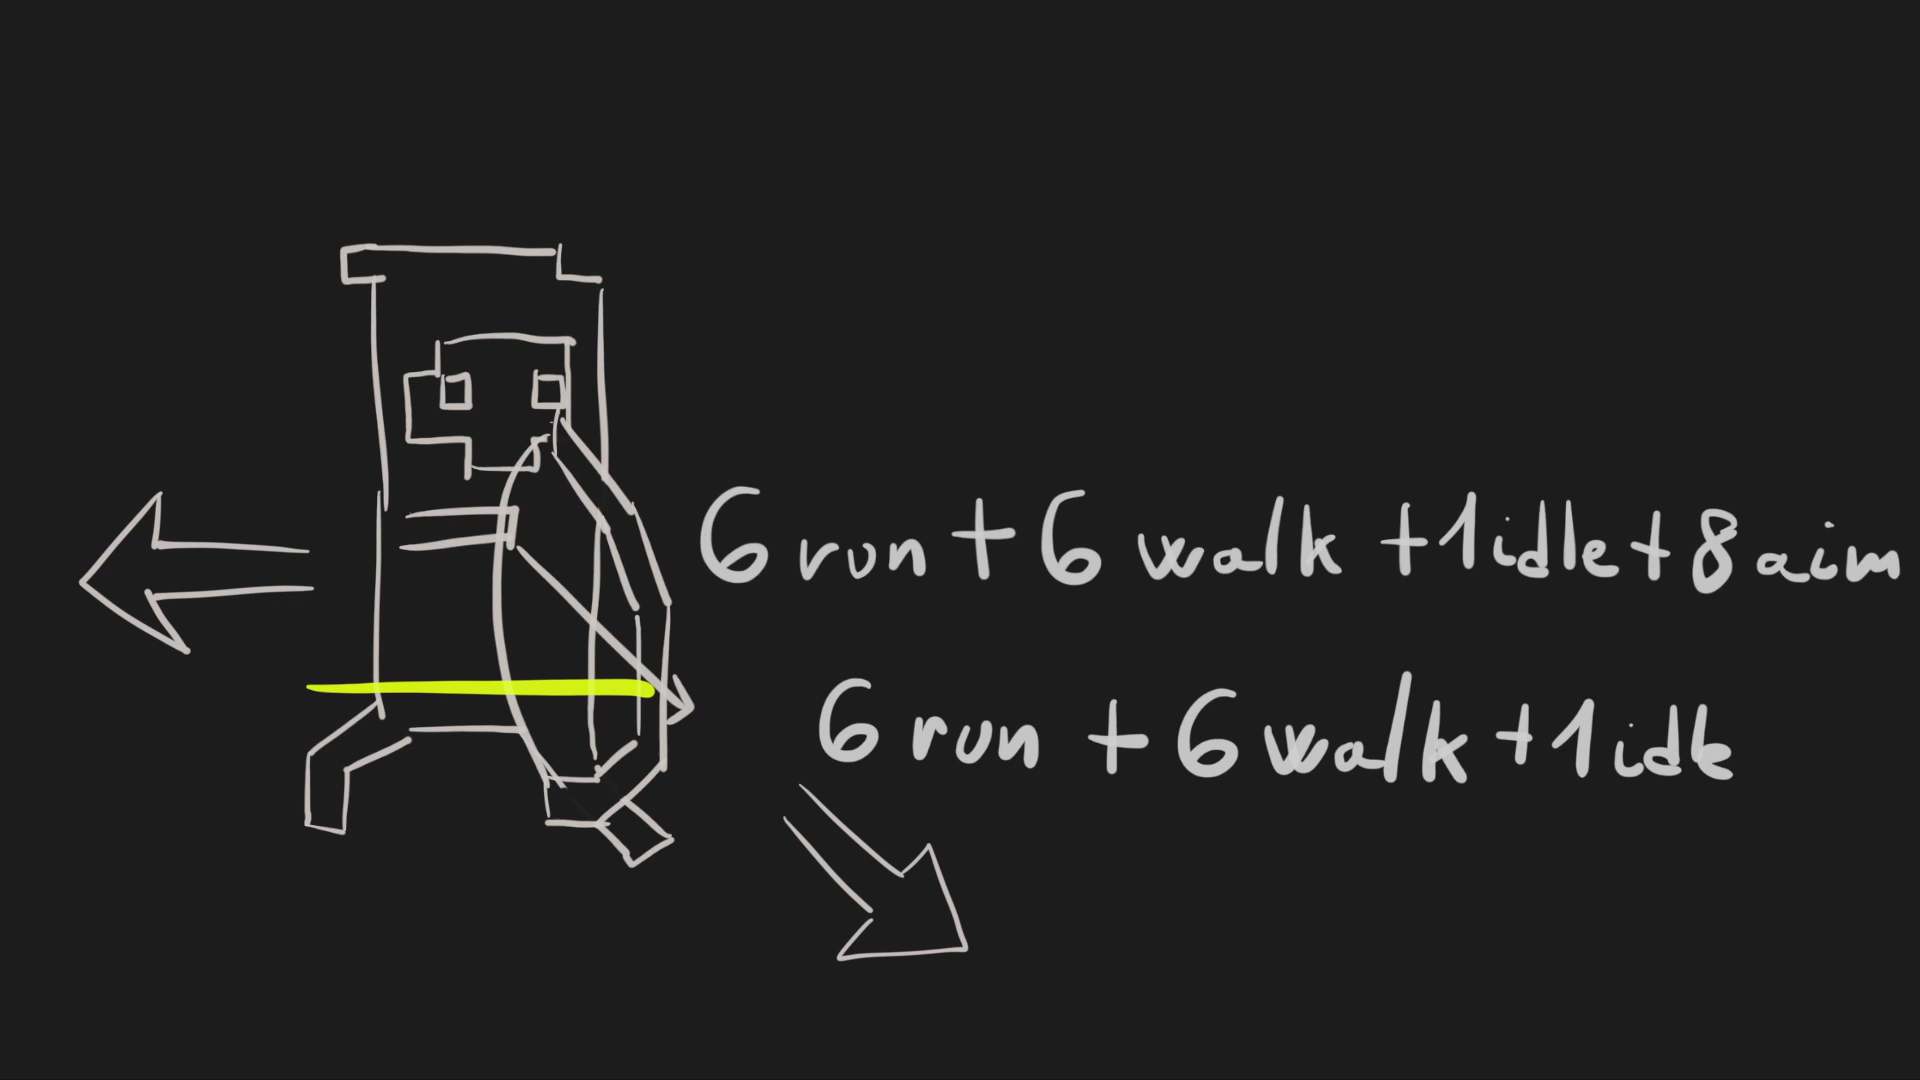 6 run + 6 walk + 1 idle + 8 aim
6 run + 6 walk + 1 idle